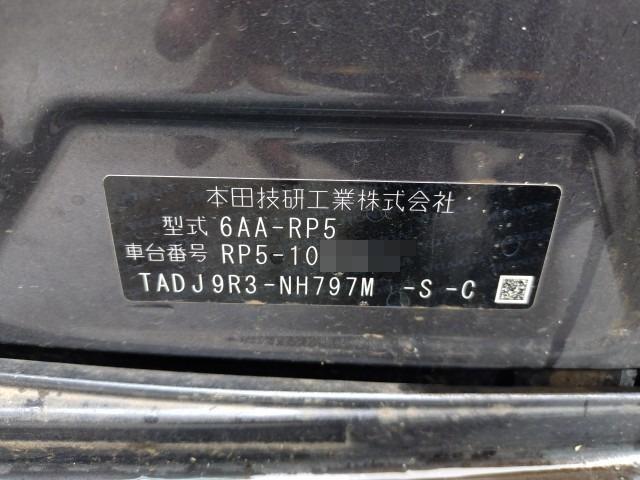 本田技研工業株式会社
型式 6AA-RP5
車台番号 RP5-10
TADJ9R3-NH797M -S -C